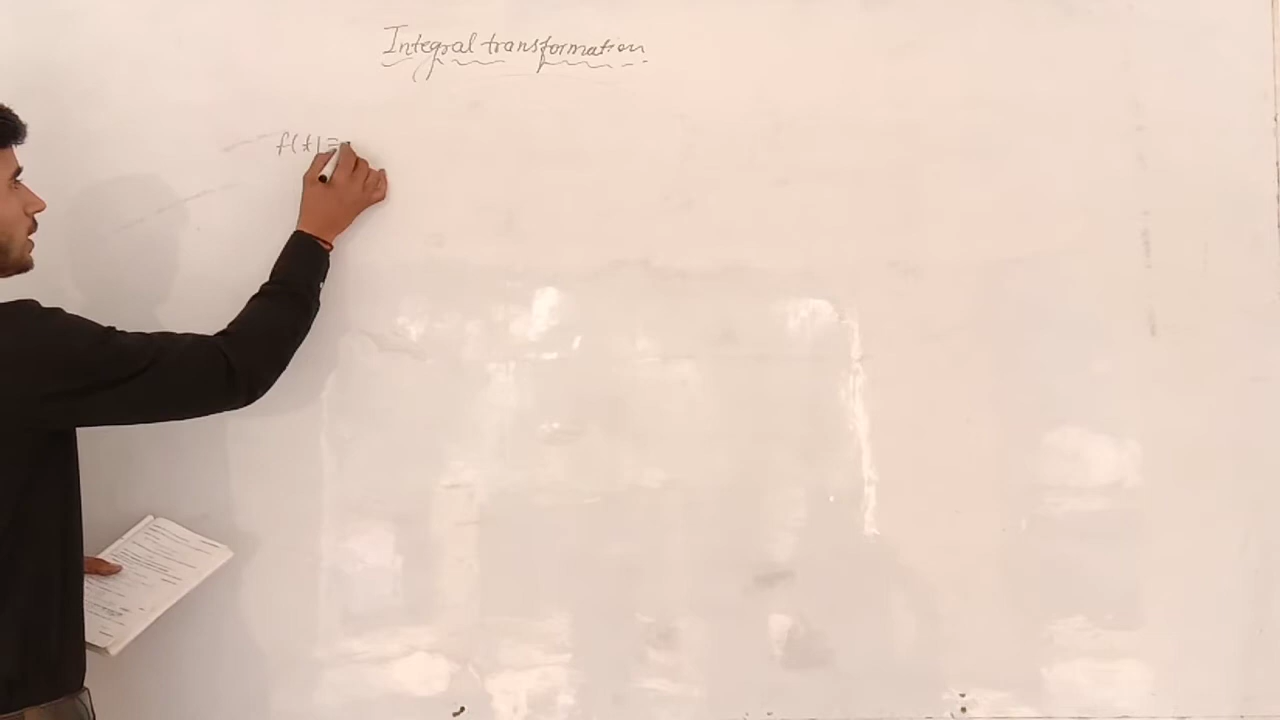 Integral transformation
f(t) =